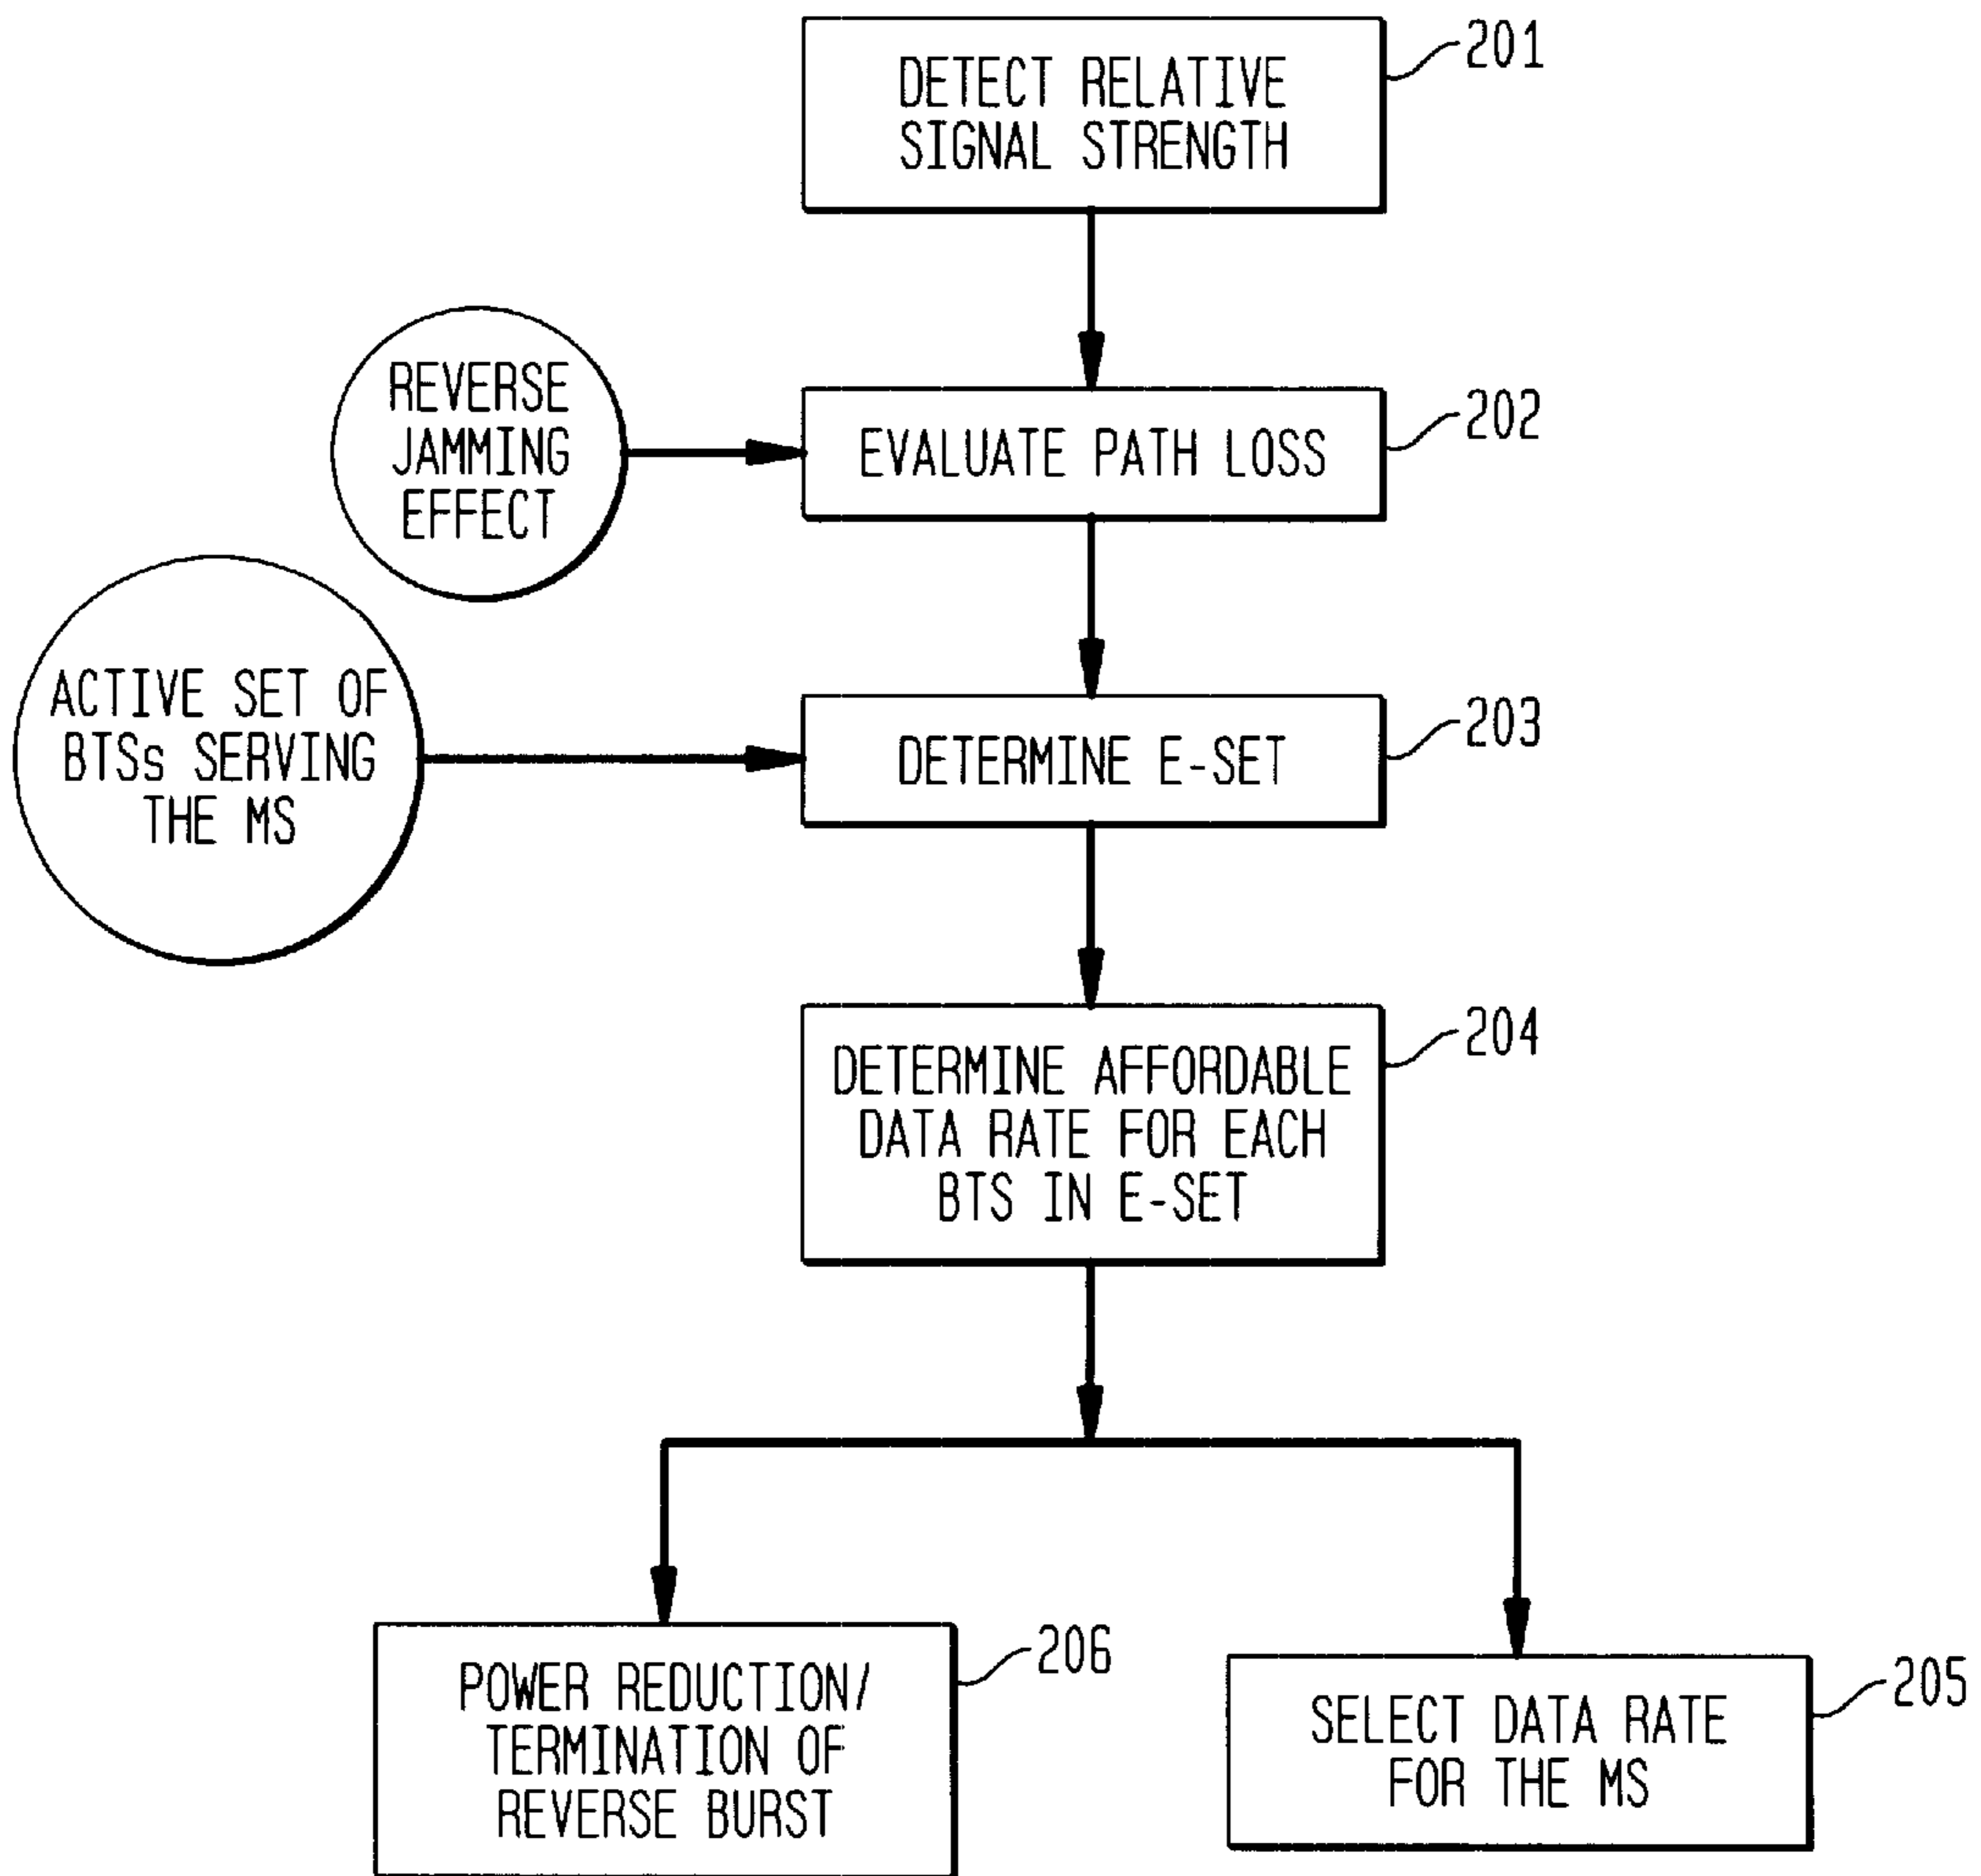 DETECT RELATIVE
SIGNAL STRENGTH
201
REVERSE
JAMMING
EFFECT
EVALUATE PATH LOSS
202
ACTIVE SET OF
BTSs SERVING
THE MS
DETERMINE E-SET
203
DETERMINE AFFORDABLE
DATA RATE FOR EACH
BTS IN E-SET
204
POWER REDUCTION/
TERMINATION OF
REVERSE BURST
206
SELECT DATA RATE
FOR THE MS
205